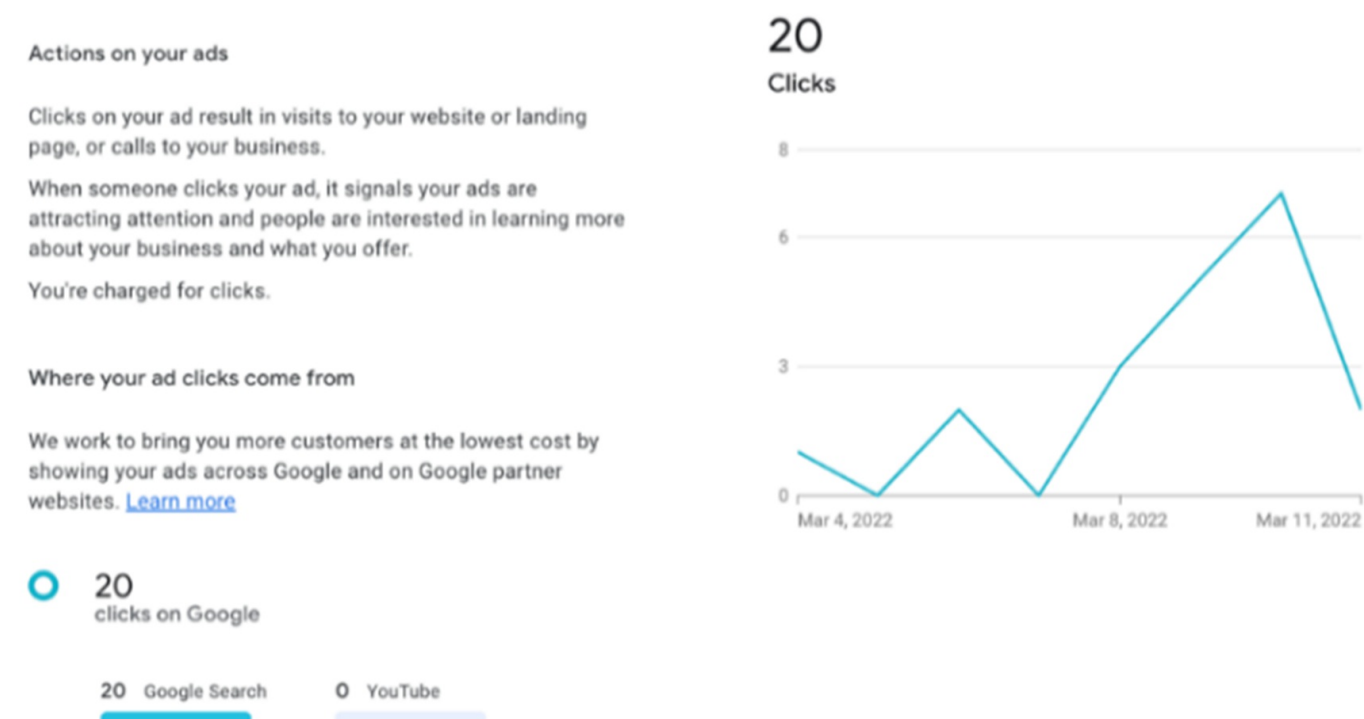 Actions on your ads
Clicks on your ad result in visits to your website or landing
page, or calls to your business.
When someone clicks your ad, it signals your ads are
attracting attention and people are interested in learning more
about your business and what you offer.
You're charged for clicks.
Where your ad clicks come from
We work to bring you more customers at the lowest cost by
showing your ads across Google and on Google partner
websites. Learn more
20
clicks on Google
20 Google Search 0 YouTube
20
Clicks
8
6
3
0
Mar 4, 2022 Mar 8, 2022 Mar 11, 2022